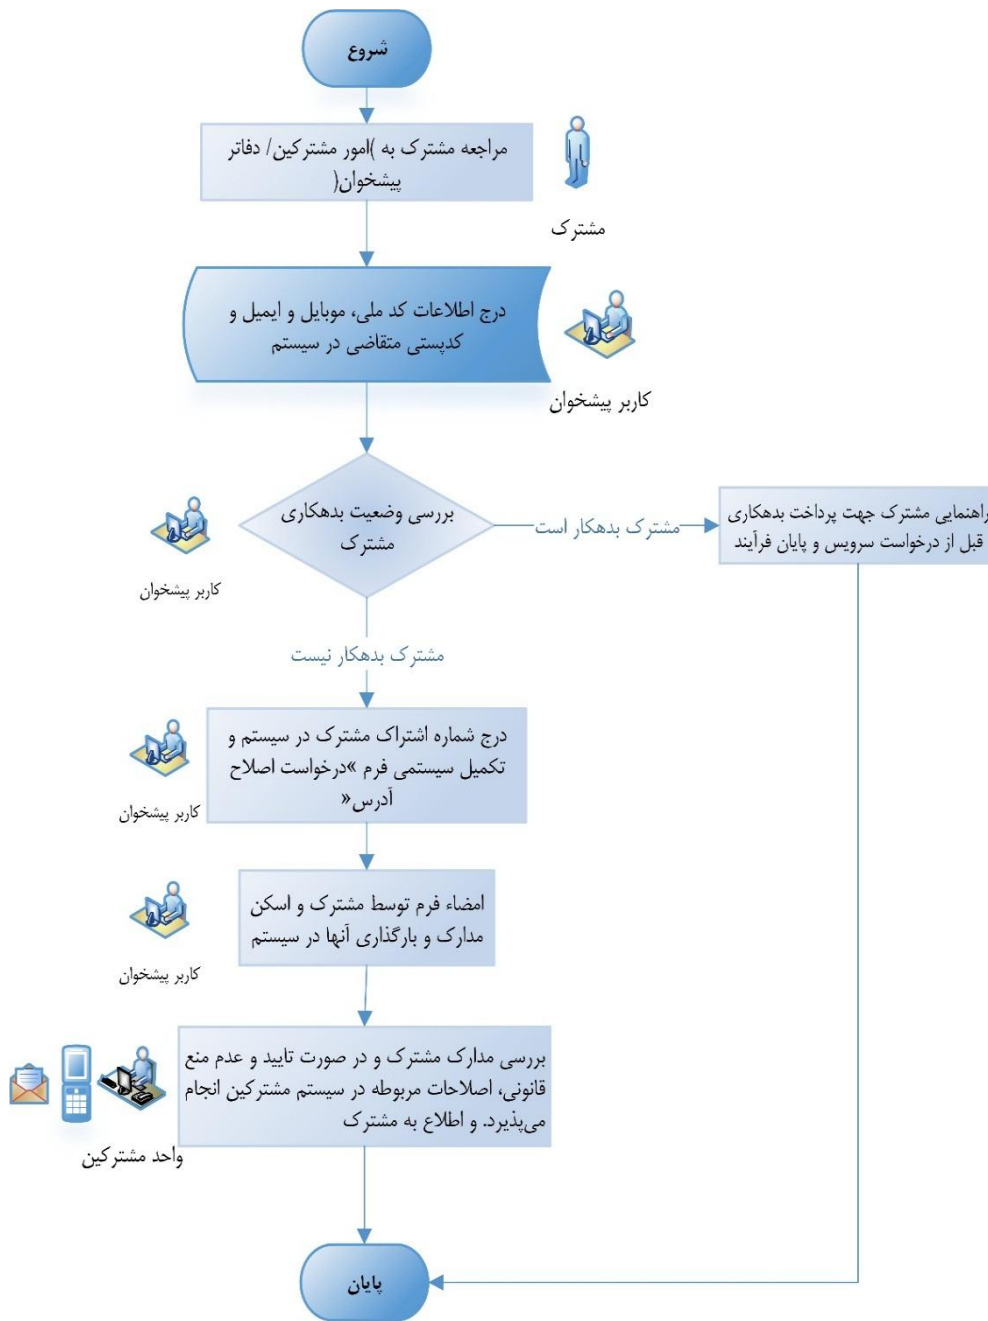 شروع
مراجعه مشترک به )امور مشترکین/ دفاتر
پیشخوان(
مشترک
درج اطلاعات کد ملی، موبایل و ایمیل و
کدپستی متقاضی در سیستم
کاربر پیشخوان
بررسی وضعیت بدهکاری
مشترک
کاربر پیشخوان
مشترک بدهکار است
راهنمایی مشترک جهت پرداخت بدهکاری
قبل از درخواست سرویس و پایان فرآیند
مشترک بدهکار نیست
درج شماره اشتراک مشترک در سیستم و
تکمیل سیستمی فرم »درخواست اصلاح
آدرس«
کاربر پیشخوان
امضاء فرم توسط مشترک و اسکن
مدارک و بارگذاری آنها در سیستم
کاربر پیشخوان
بررسی مدارک مشترک و در صورت تایید و عدم منع
قانونی، اصلاحات مربوطه در سیستم مشترکین انجام
می‌پذیرد. و اطلاع به مشترک
واحد مشترکین
پایان